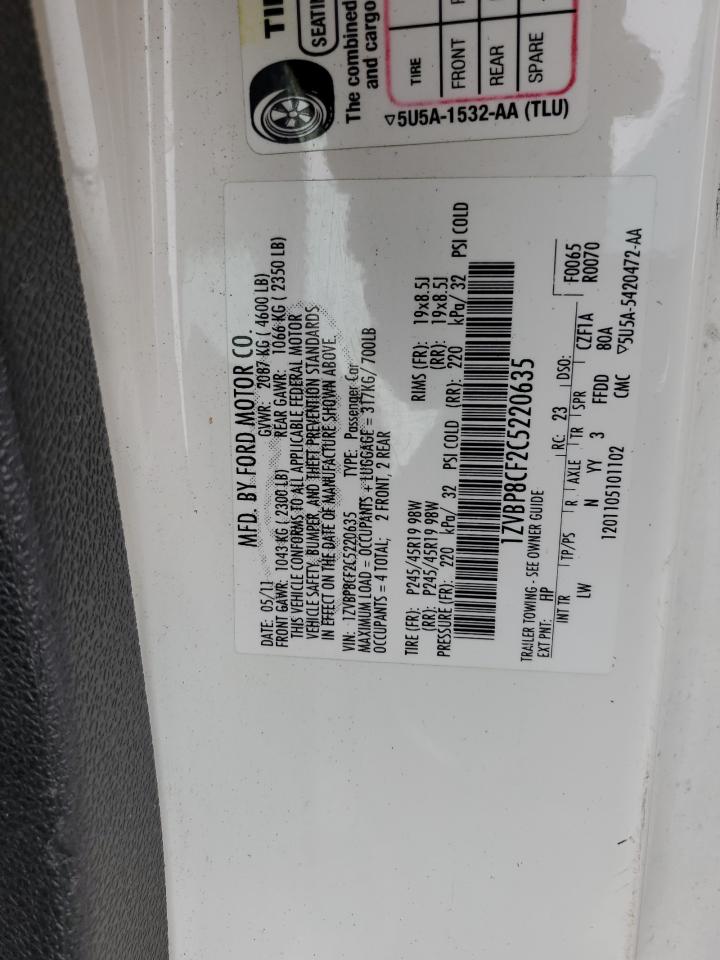 TIR
SEATIN
The combined
and cargo
TIRE
FRONT
REAR
SPARE
▽5U5A-1532-AA (TLU)
MFD. BY FORD MOTOR CO.
DATE: 05/11 GVWR: 2087 KG ( 4600 LB)
FRONT GAWR: 1043 KG ( 2300LB) REAR GAWR: 1066 KG ( 2350 LB)
THIS VEHICLE CONFORMS TO ALL APPLICABLE FEDERAL MOTOR
VEHICLE SAFETY, BUMPER, AND THEFT PREVENTION STANDARDS
IN EFFECT ON THE DATE OF MANUFACTURE SHOWN ABOVE.
VIN: 1ZVBP8CF2C5220635 TYPE: Passenger Car
MAXIMUM LOAD = OCCUPANTS + LUGGAGE = 317KG/700LB
OCCUPANTS = 4 TOTAL; 2 FRONT, 2 REAR
TIRE (FR): P245/45R19 98W RIMS (FR): 19x8.5J
(RR): P245/45R19 98W (RR): 19x8.5J
PRESSURE (FR): 220 kPa/ 32 PSI COLD (RR): 220 kPa/ 32 PSI COLD
1ZVBP8CF2C5220635
TRAILER TOWING - SEE OWNER GUIDE
EXT PNT: HP RC: 23 DSO: F0065
R0070
INT TR TP/PS R AXLE TR SPR CZF1A
LW N YY 3 FFDD 80A
1201105101102 CMC ▽5U5A-5420472-AA